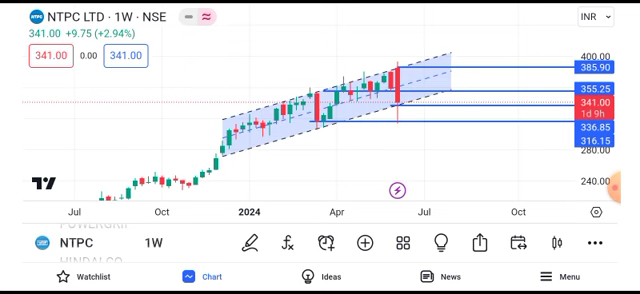 NTPC LTD · 1W · NSE
INR
341.00 +9.75 (+2.94%)
341.00 0.00 341.00
400.00
385.90
355.25
341.00
1d 9h
336.85
316.15
280.00
240.00
Jul Oct 2024 Apr Jul Oct
POWERGRID
NTPC 1W
HINDALCO
Watchlist Chart Ideas News Menu